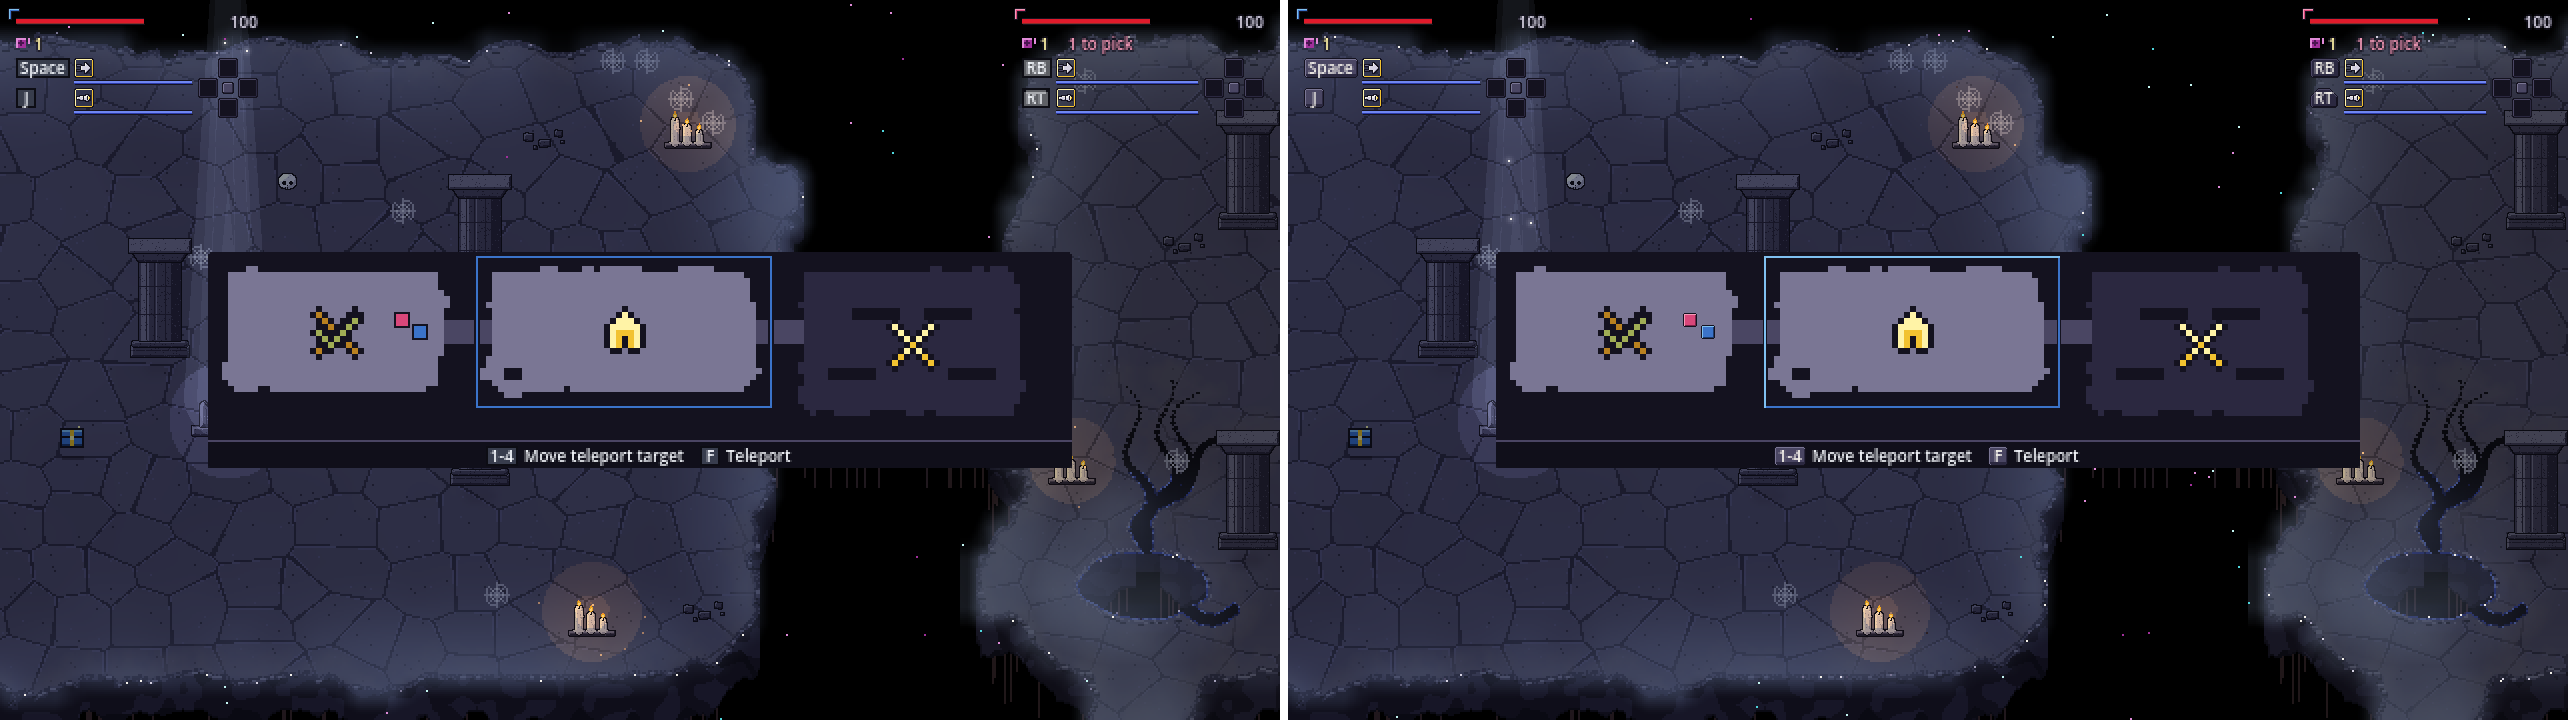 100
1
Space
J
100
1 1 to pick
RB
RT
1-4 Move teleport target F Teleport
100
1
Space
J
100
1 1 to pick
RB
RT
1-4 Move teleport target F Teleport